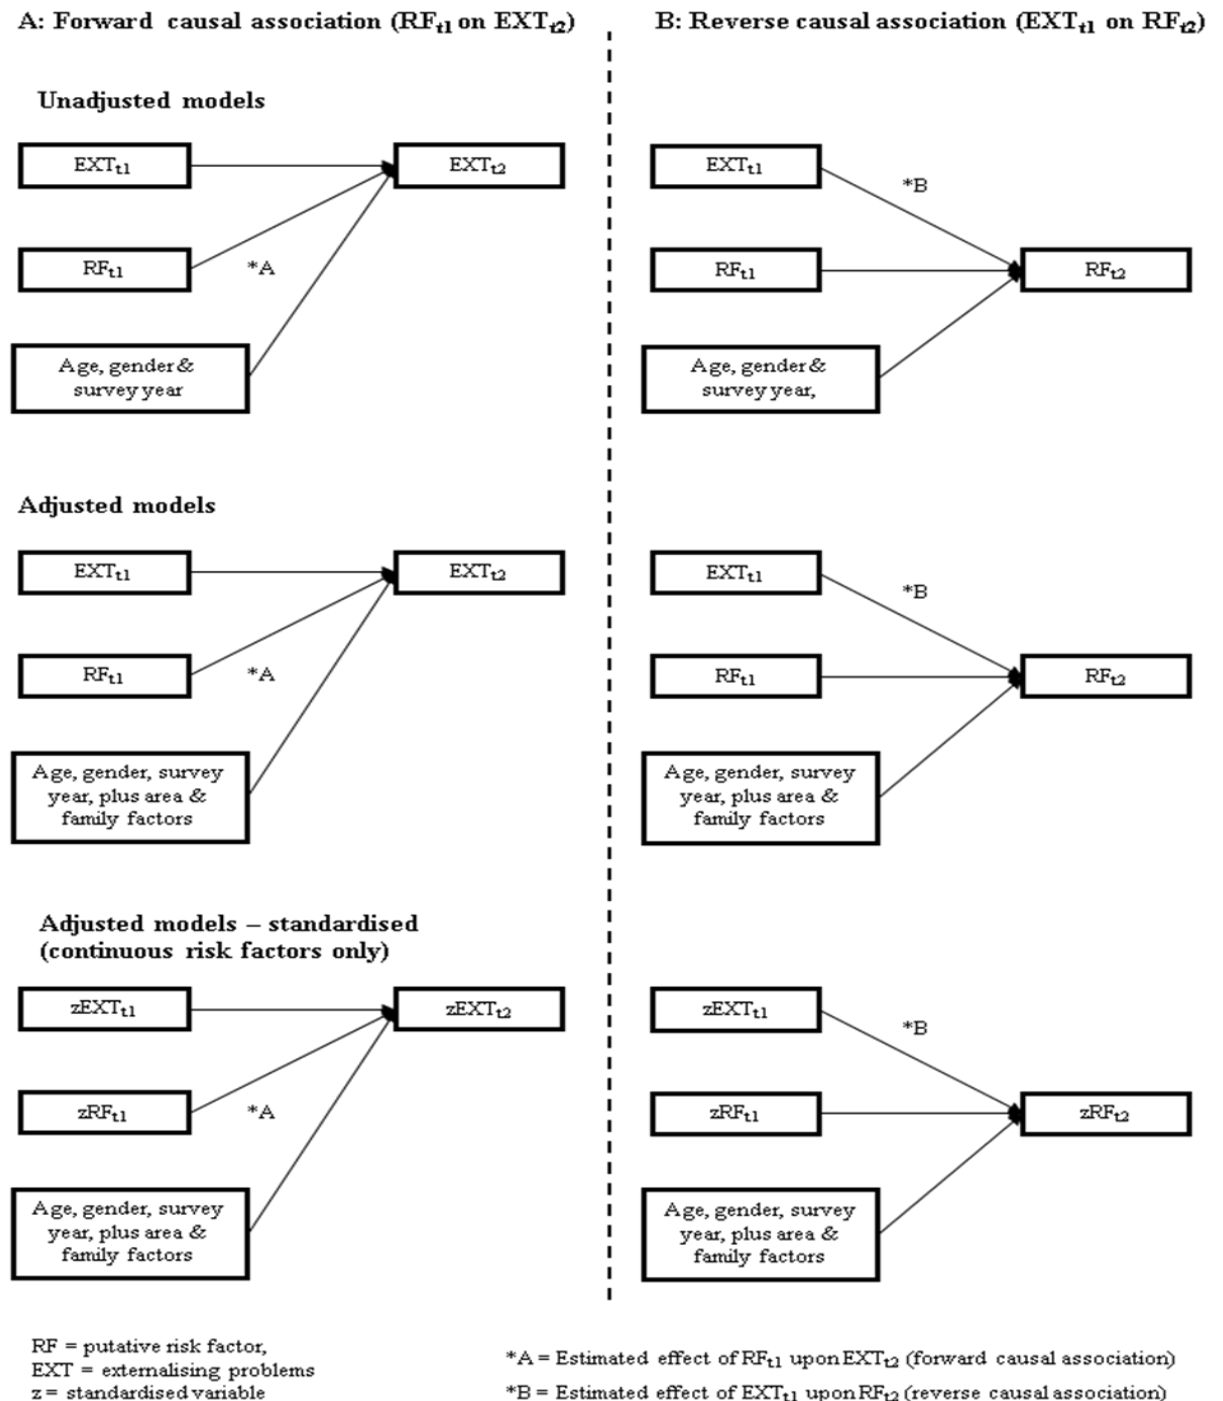 A: Forward causal association (RFt1 on EXTt2)
Unadjusted models
EXTt1
EXTt2
RFt1
*A
Age, gender &
survey year
Adjusted models
EXTt1
EXTt2
RFt1
*A
Age, gender, survey
year, plus area &
family factors
Adjusted models – standardised
(continuous risk factors only)
zEXTt1
zEXTt2
zRFt1
*A
Age, gender, survey
year, plus area &
family factors
B: Reverse causal association (EXTt1 on RFt2)
EXTt1
*B
RFt1
RFt2
Age, gender &
survey year,
EXTt1
*B
RFt1
RFt2
Age, gender, survey
year, plus area &
family factors
zEXTt1
*B
zRFt1
zRFt2
Age, gender, survey
year, plus area &
family factors
RF = putative risk factor,
EXT = externalising problems
z = standardised variable
*A = Estimated effect of RFt1 upon EXTt2 (forward causal association)
*B = Estimated effect of EXTt1 upon RFt2 (reverse causal association)